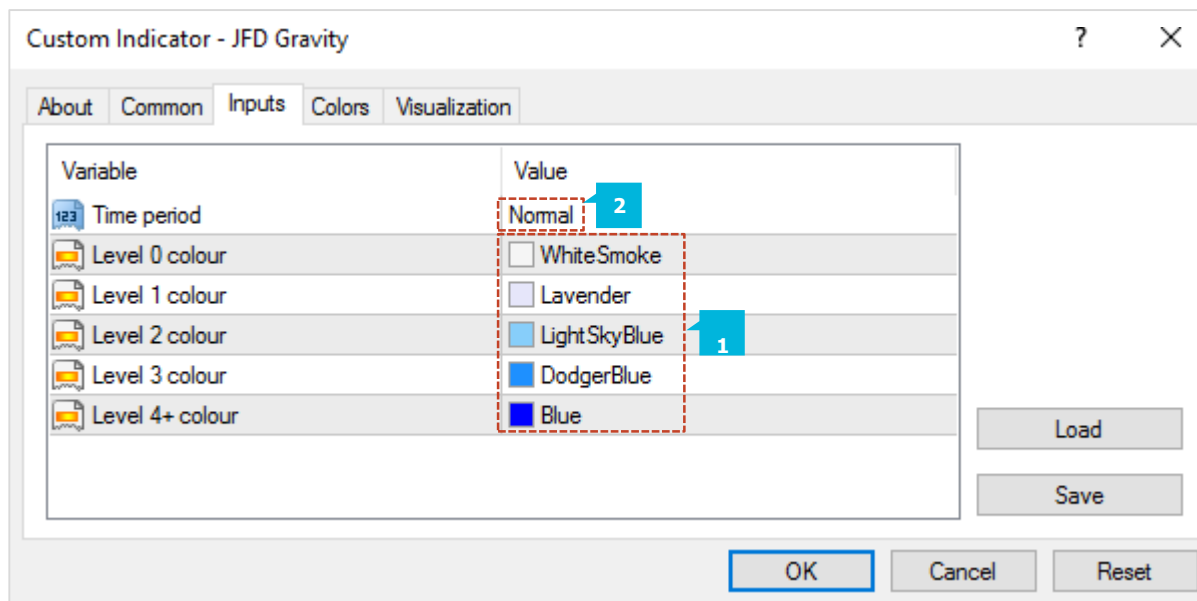 Custom Indicator - JFD Gravity ? ×
About Common Inputs Colors Visualization
Variable Value
123 Time period Normal 2
Level 0 colour WhiteSmoke
Level 1 colour Lavender
Level 2 colour LightSkyBlue 1
Level 3 colour DodgerBlue
Level 4+ colour Blue
Load
Save
OK Cancel Reset